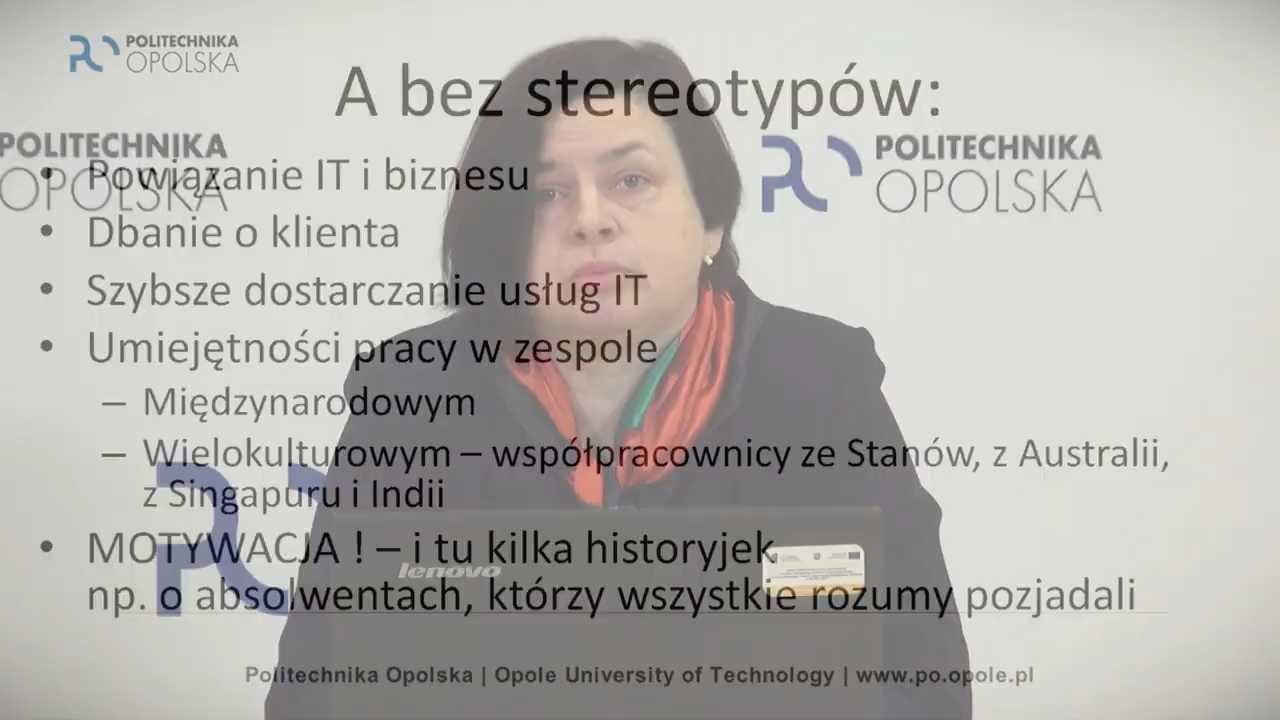 POLITECHNIKA
OPOLSKA
A bez stereotypów:
POLITECHNIKA
OPOLSKA
POLITECHNIKA
OPOLSKA
• Powiązanie IT i biznesu
• Dbanie o klienta
• Szybsze dostarczanie usług IT
• Umiejętności pracy w zespole
– Międzynarodowym
– Wielokulturowym – współpracownicy ze Stanów, z Australii,
z Singapuru i Indii
• MOTYWACJA ! – i tu kilka historyjek
np. o absolwentach, którzy wszystkie rozumy pozjadali
lenovo
Politechnika Opolska | Opole University of Technology | www.po.opole.pl